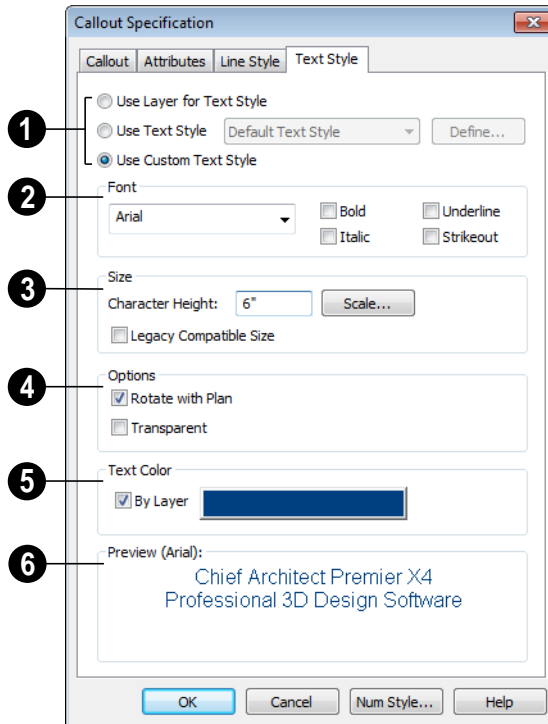 Callout Specification
Callout Attributes Line Style Text Style
1
Use Layer for Text Style
Use Text Style Default Text Style Define...
Use Custom Text Style
2
Font
Arial Bold Underline
Italic Strikeout
3
Size
Character Height: 6" Scale...
Legacy Compatible Size
4
Options
Rotate with Plan
Transparent
5
Text Color
By Layer
6
Preview (Arial):
Chief Architect Premier X4
Professional 3D Design Software
OK Cancel Num Style... Help